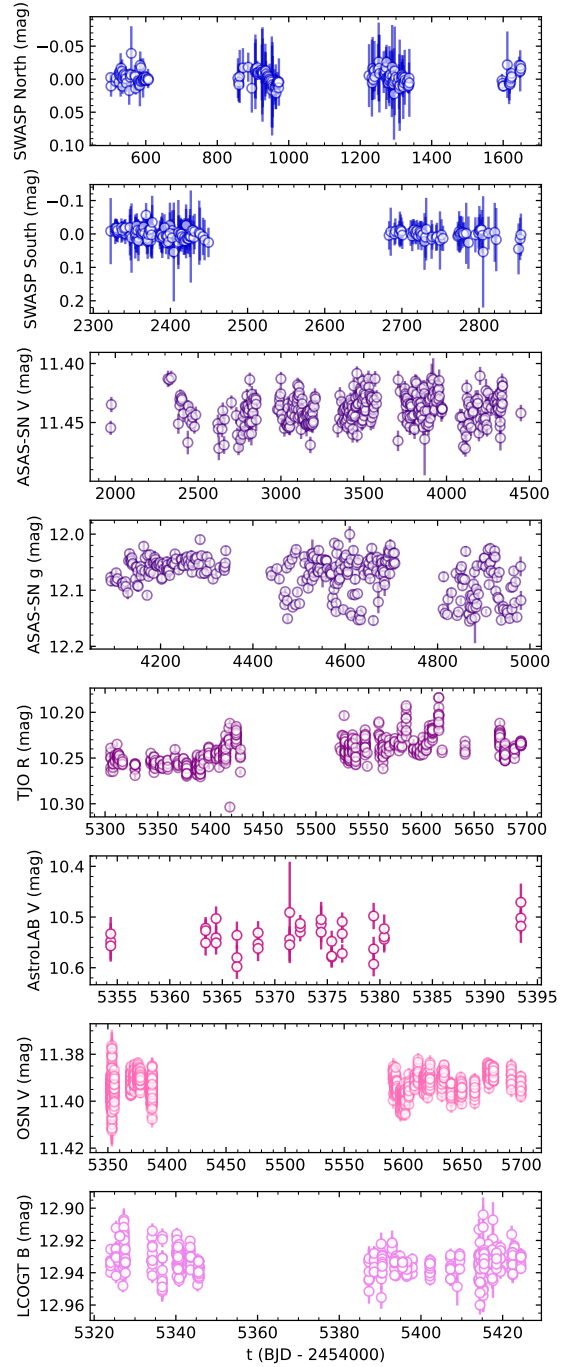 SWASP North (mag)
−0.05
0.00
0.05
0.10
600 800 1000 1200 1400 1600
SWASP South (mag)
−0.1
0.0
0.1
0.2
2300 2400 2500 2600 2700 2800
ASAS-SN V (mag)
11.40
11.45
2000 2500 3000 3500 4000 4500
ASAS-SN g (mag)
12.0
12.1
12.2
4200 4400 4600 4800 5000
TJO R (mag)
10.20
10.25
10.30
5300 5350 5400 5450 5500 5550 5600 5650 5700
AstroLAB V (mag)
10.4
10.5
10.6
5355 5360 5365 5370 5375 5380 5385 5390 5395
OSN V (mag)
11.38
11.40
11.42
5350 5400 5450 5500 5550 5600 5650 5700
LCOGT B (mag)
12.90
12.92
12.94
12.96
5320 5340 5360 5380 5400 5420
t (BJD - 2454000)